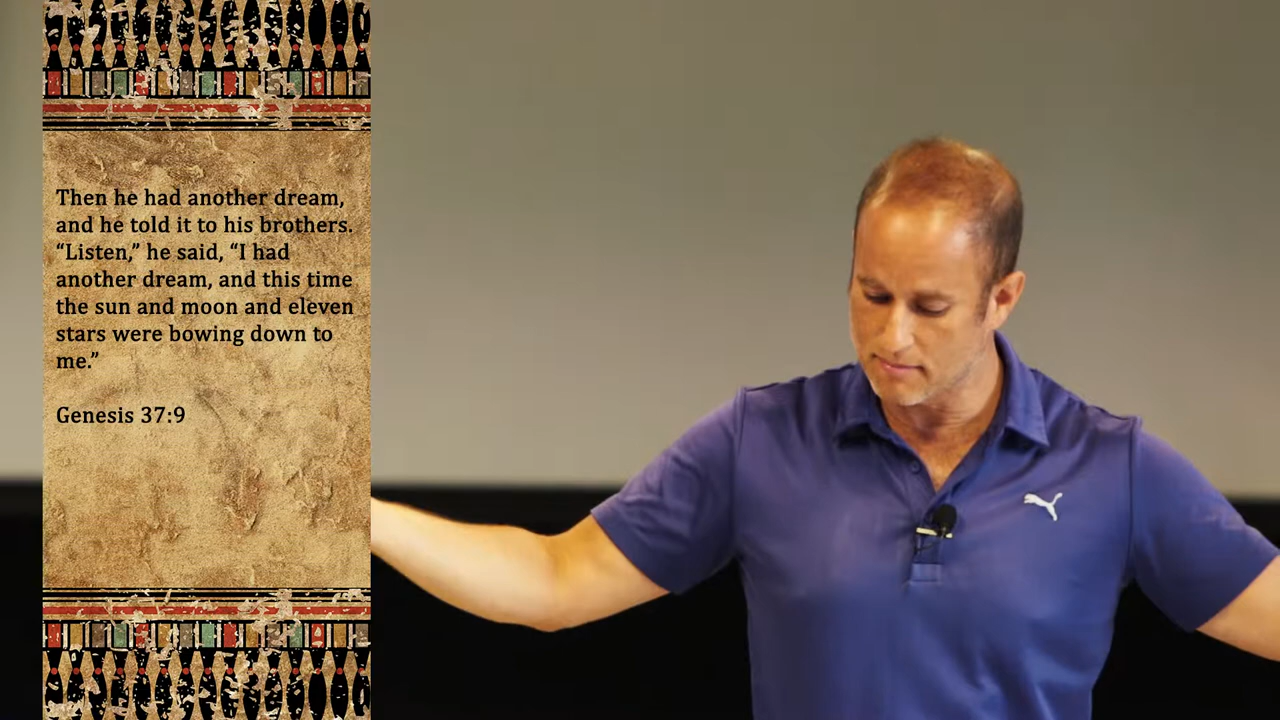 Then he had another dream,
and he told it to his brothers.
“Listen,” he said, “I had
another dream, and this time
the sun and moon and eleven
stars were bowing down to
me.”
Genesis 37:9